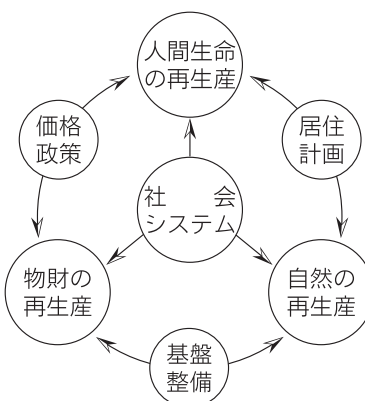 人間生命
の再生産
価格
政策
居住
計画
社　会
システム
物財の
再生産
自然の
再生産
基盤
整備